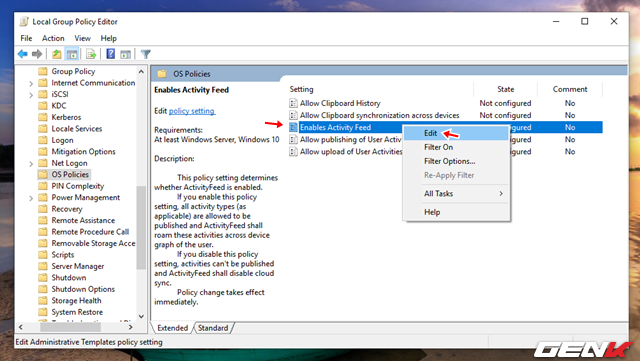 Local Group Policy Editor
File Action View Help
Group Policy
Internet Communication
iSCSI
KDC
Kerberos
Locale Services
Logon
Mitigation Options
Net Logon
OS Policies
PIN Complexity
Power Management
Recovery
Remote Assistance
Remote Procedure Call
Removable Storage Acce
Scripts
Server Manager
Shutdown
Shutdown Options
Storage Health
System Restore
OS Policies
Enables Activity Feed
Edit policy setting.
Requirements:
At least Windows Server, Windows 10
Description:
This policy setting determines
whether ActivityFeed is enabled.
If you enable this policy
setting, all activity types (as
applicable) are allowed to be
published and ActivityFeed shall
roam these activities across device
graph of the user.
If you disable this policy
setting, activities can't be published
and ActivityFeed shall disable cloud
sync.
Policy change takes effect
immediately.
Setting State Comment
Allow Clipboard History Not configured No
Allow Clipboard synchronization across devices Not configured No
Enables Activity Feed figured No
Allow publishing of User Activ figured No
Allow upload of User Activities figured No
Edit
Filter On
Filter Options...
Re-Apply Filter
All Tasks
Help
Extended Standard
Edit Administrative Templates policy setting
GENK